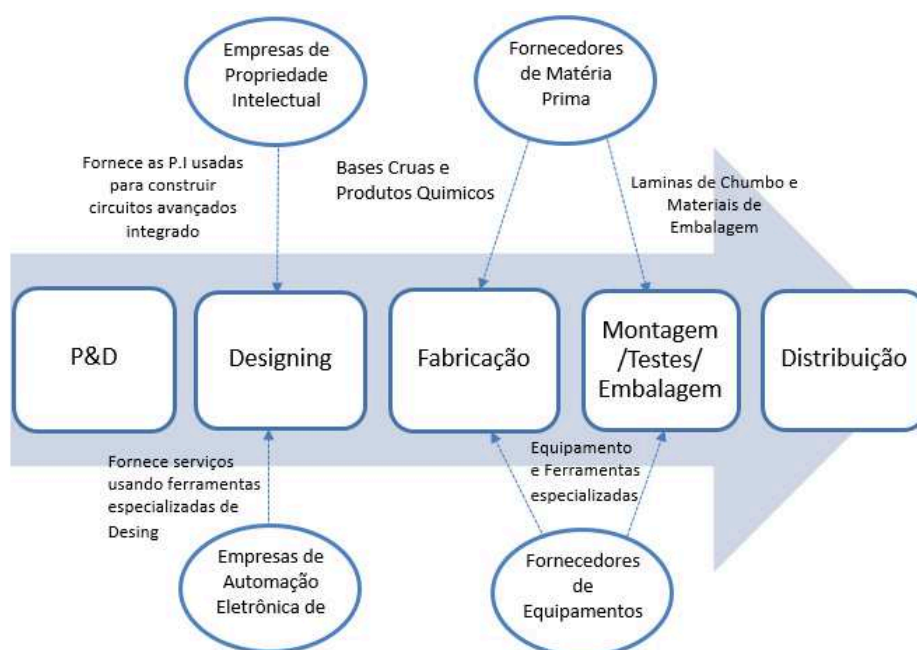 Empresas de
Propriedade
Intelectual
Fornecedores
de Matéria
Prima
Fornece as P.I usadas
para construir
circuitos avançados
integrado
Bases Cruas e
Produtos Quimicos
Laminas de Chumbo e
Materiais de
Embalagem
P&D
Designing
Fabricação
Montagem
/Testes/
Embalagem
Distribuição
Fornece serviços
usando ferramentas
especializadas de
Desing
Equipamento
e Ferramentas
especializadas
Empresas de
Automação
Eletrônica de
Fornecedores
de
Equipamentos